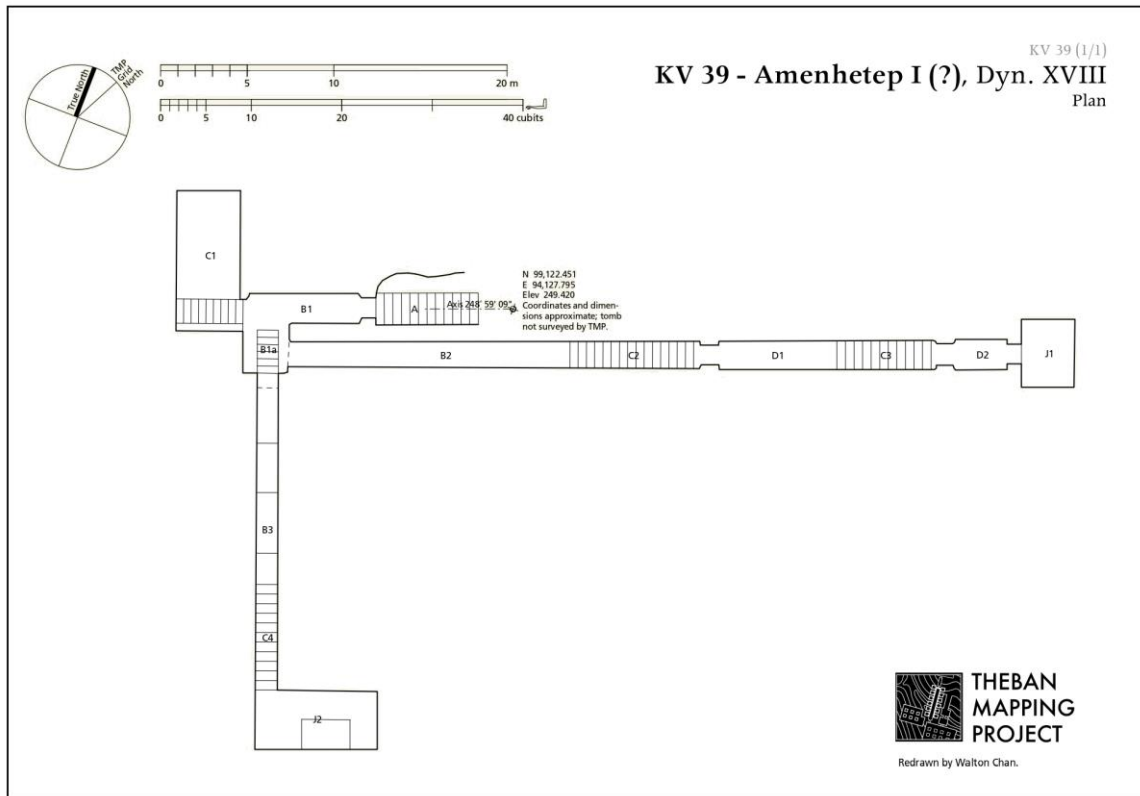 KV 39 (1/1)
KV 39 - Amenhetep I (?), Dyn. XVIII
Plan
True North
TMP
Grid
North
0 5 10 20 m
0 5 10 20 40 cubits
C1
N 99,122.451
E 94,127.795
Elev 249.420
Coordinates and dimen-
sions approximate; tomb
not surveyed by TMP.
B1
A
Axis 248° 59' 09"
B1a
B2
C2
D1
C3
D2
J1
B3
C4
J2
THEBAN
MAPPING
PROJECT
Redrawn by Walton Chan.